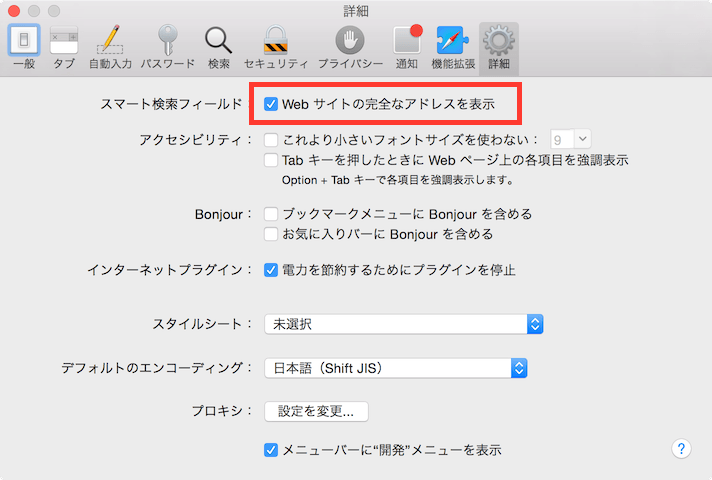 詳細
一般 タブ 自動入力 パスワード 検索 セキュリティ プライバシー 通知 機能拡張 詳細
スマート検索フィールド： Web サイトの完全なアドレスを表示
アクセシビリティ： これより小さいフォントサイズを使わない： 9
Tab キーを押したときに Web ページ上の各項目を強調表示
Option + Tab キーで各項目を強調表示します。
Bonjour： ブックマークメニューに Bonjour を含める
お気に入りバーに Bonjour を含める
インターネットプラグイン： 電力を節約するためにプラグインを停止
スタイルシート： 未選択
デフォルトのエンコーディング： 日本語（Shift JIS）
プロキシ： 設定を変更...
メニューバーに“開発”メニューを表示 ?